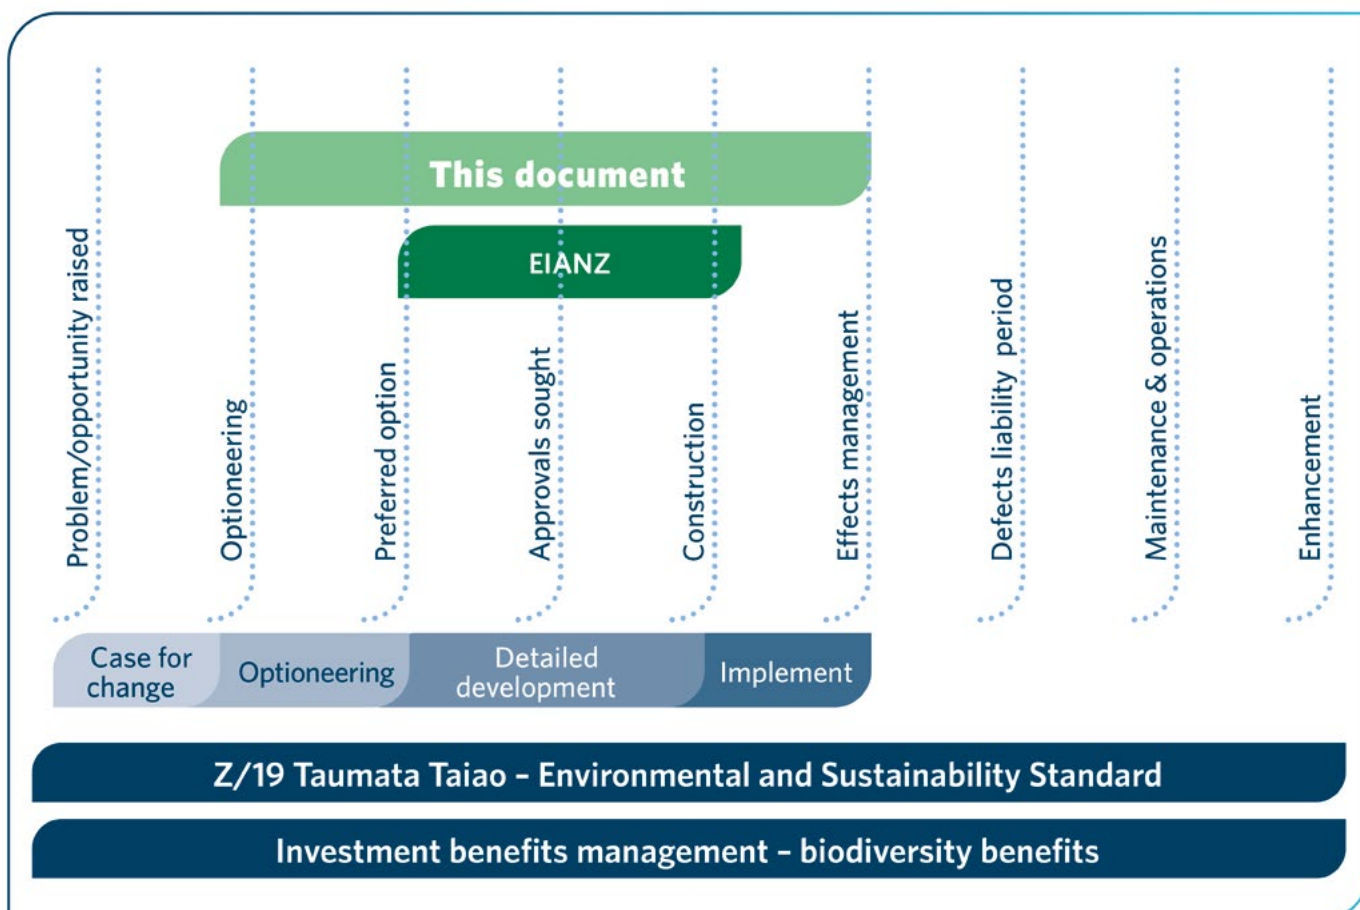 This document
EIANZ
Problem/opportunity raised
Optioneering
Preferred option
Approvals sought
Construction
Effects management
Defects liability period
Maintenance & operations
Enhancement
Case for
change
Optioneering
Detailed
development
Implement
Z/19 Taumata Taiao – Environmental and Sustainability Standard
Investment benefits management – biodiversity benefits